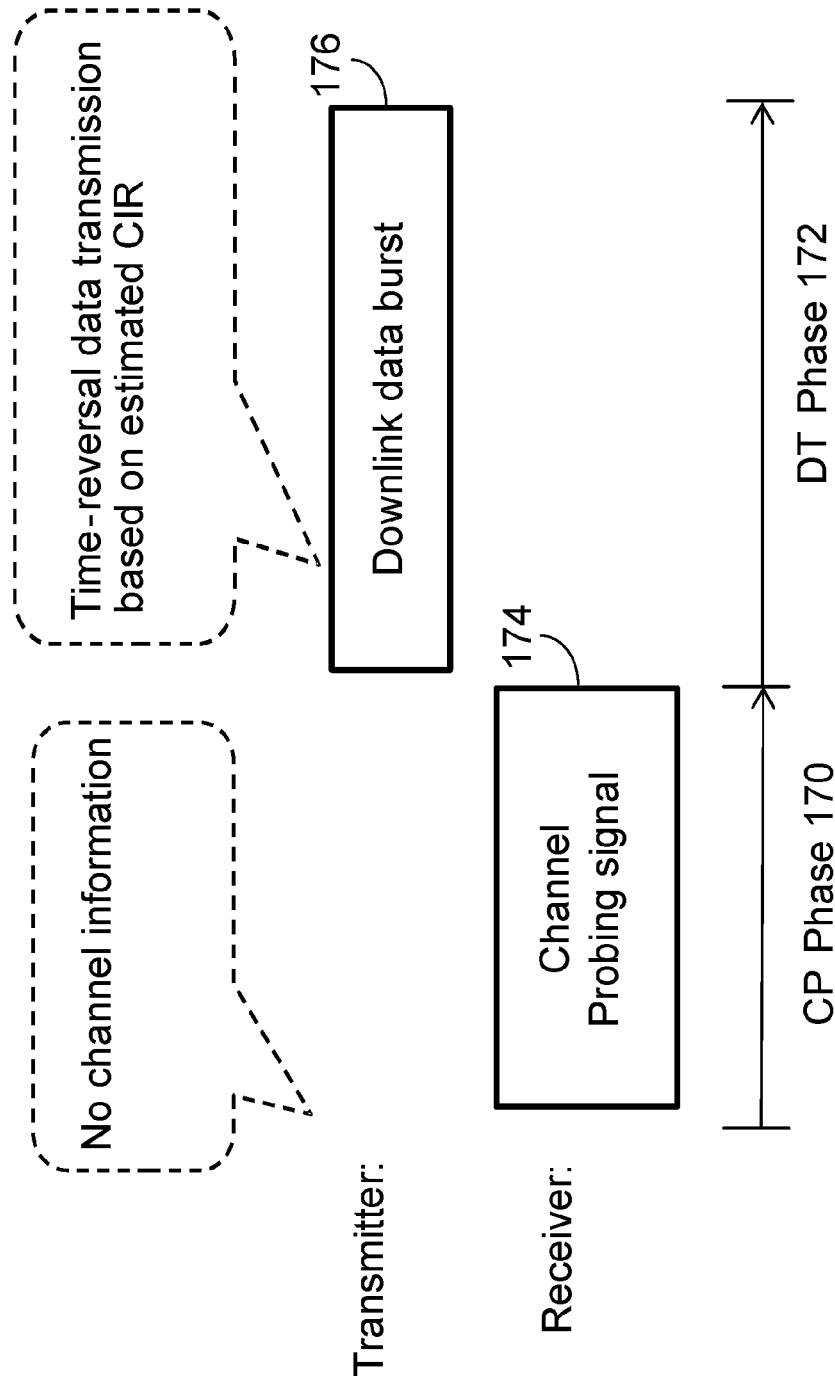 No channel information
Time-reversal data transmission
based on estimated CIR
Transmitter:
Downlink data burst
176
Receiver:
Channel
Probing signal
174
CP Phase 170
DT Phase 172